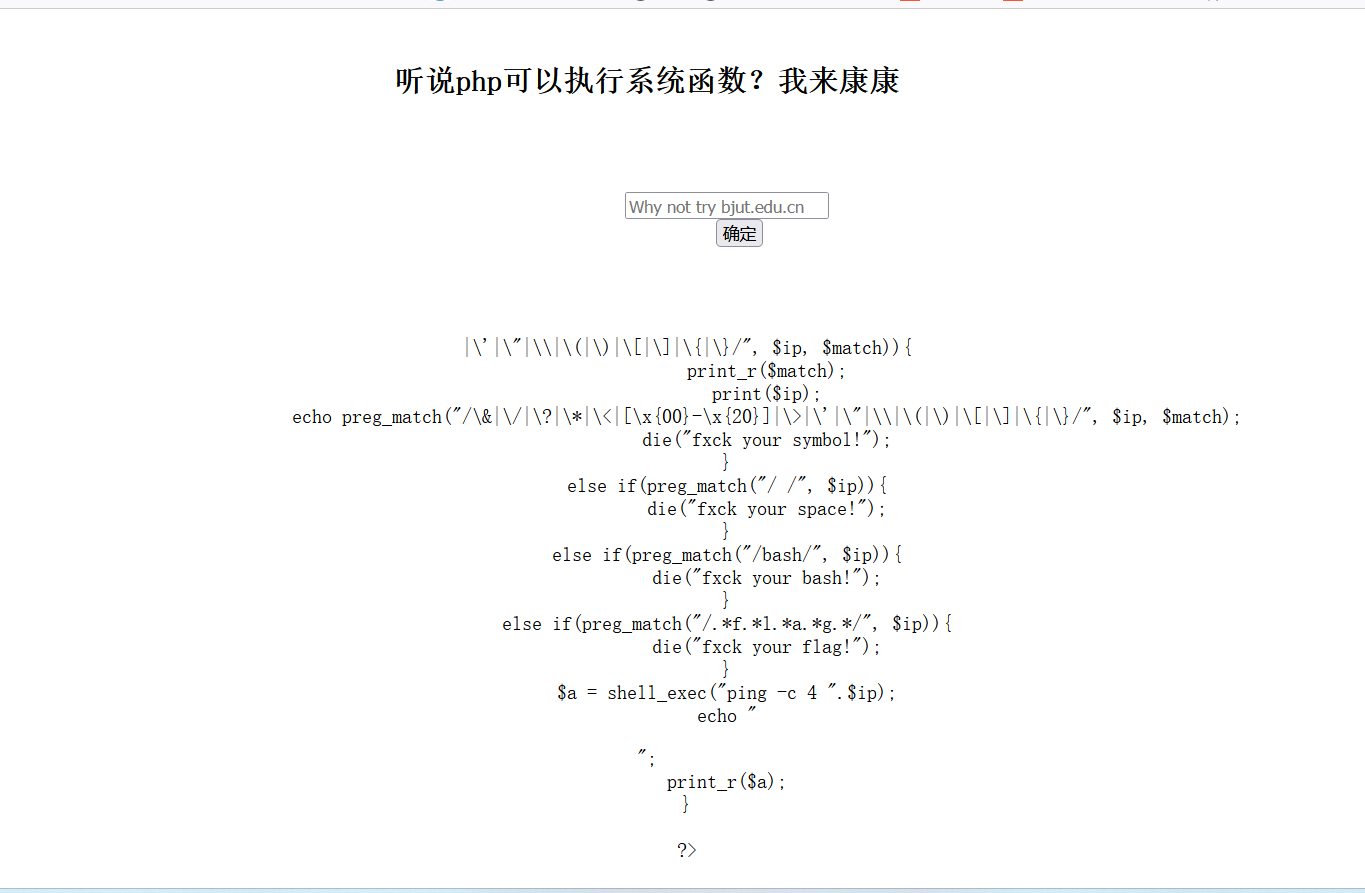 听说php可以执行系统函数？我来康康
Why not try bjut.edu.cn
确定
|\'|\"|\\|\(|\)|\[|\]|\{|\}/", $ip, $match)){
print_r($match);
print($ip);
echo preg_match("/\&|\/|\?|\*|\<|[\x{00}-\x{20}]|\>|\'|\"|\\|\(|\)|\[|\]|\{|\}/", $ip, $match);
die("fxck your symbol!");
}
else if(preg_match("/ /", $ip)){
die("fxck your space!");
}
else if(preg_match("/bash/", $ip)){
die("fxck your bash!");
}
else if(preg_match("/.*f.*l.*a.*g.*/", $ip)){
die("fxck your flag!");
}
$a = shell_exec("ping -c 4 ".$ip);
echo "
";
print_r($a);
}
?>